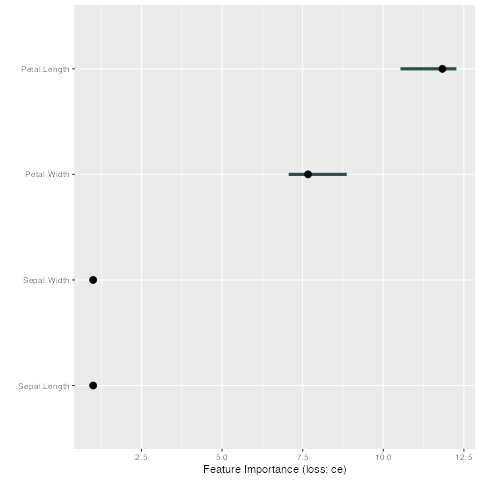 Petal.Length
Petal.Width
Sepal.Width
Sepal.Length
2.5 5.0 7.5 10.0 12.5
Feature Importance (loss: ce)